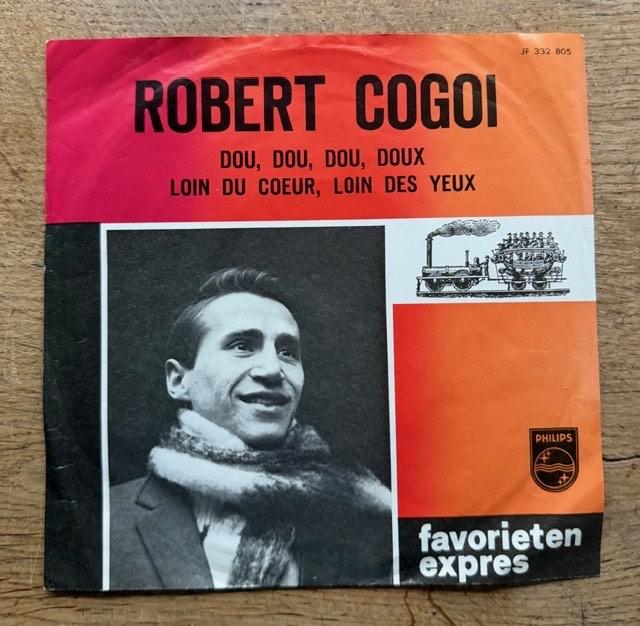 JF 332 805
ROBERT COGOI
DOU, DOU, DOU, DOUX
LOIN DU COEUR, LOIN DES YEUX
PHILIPS
favorieten
expres